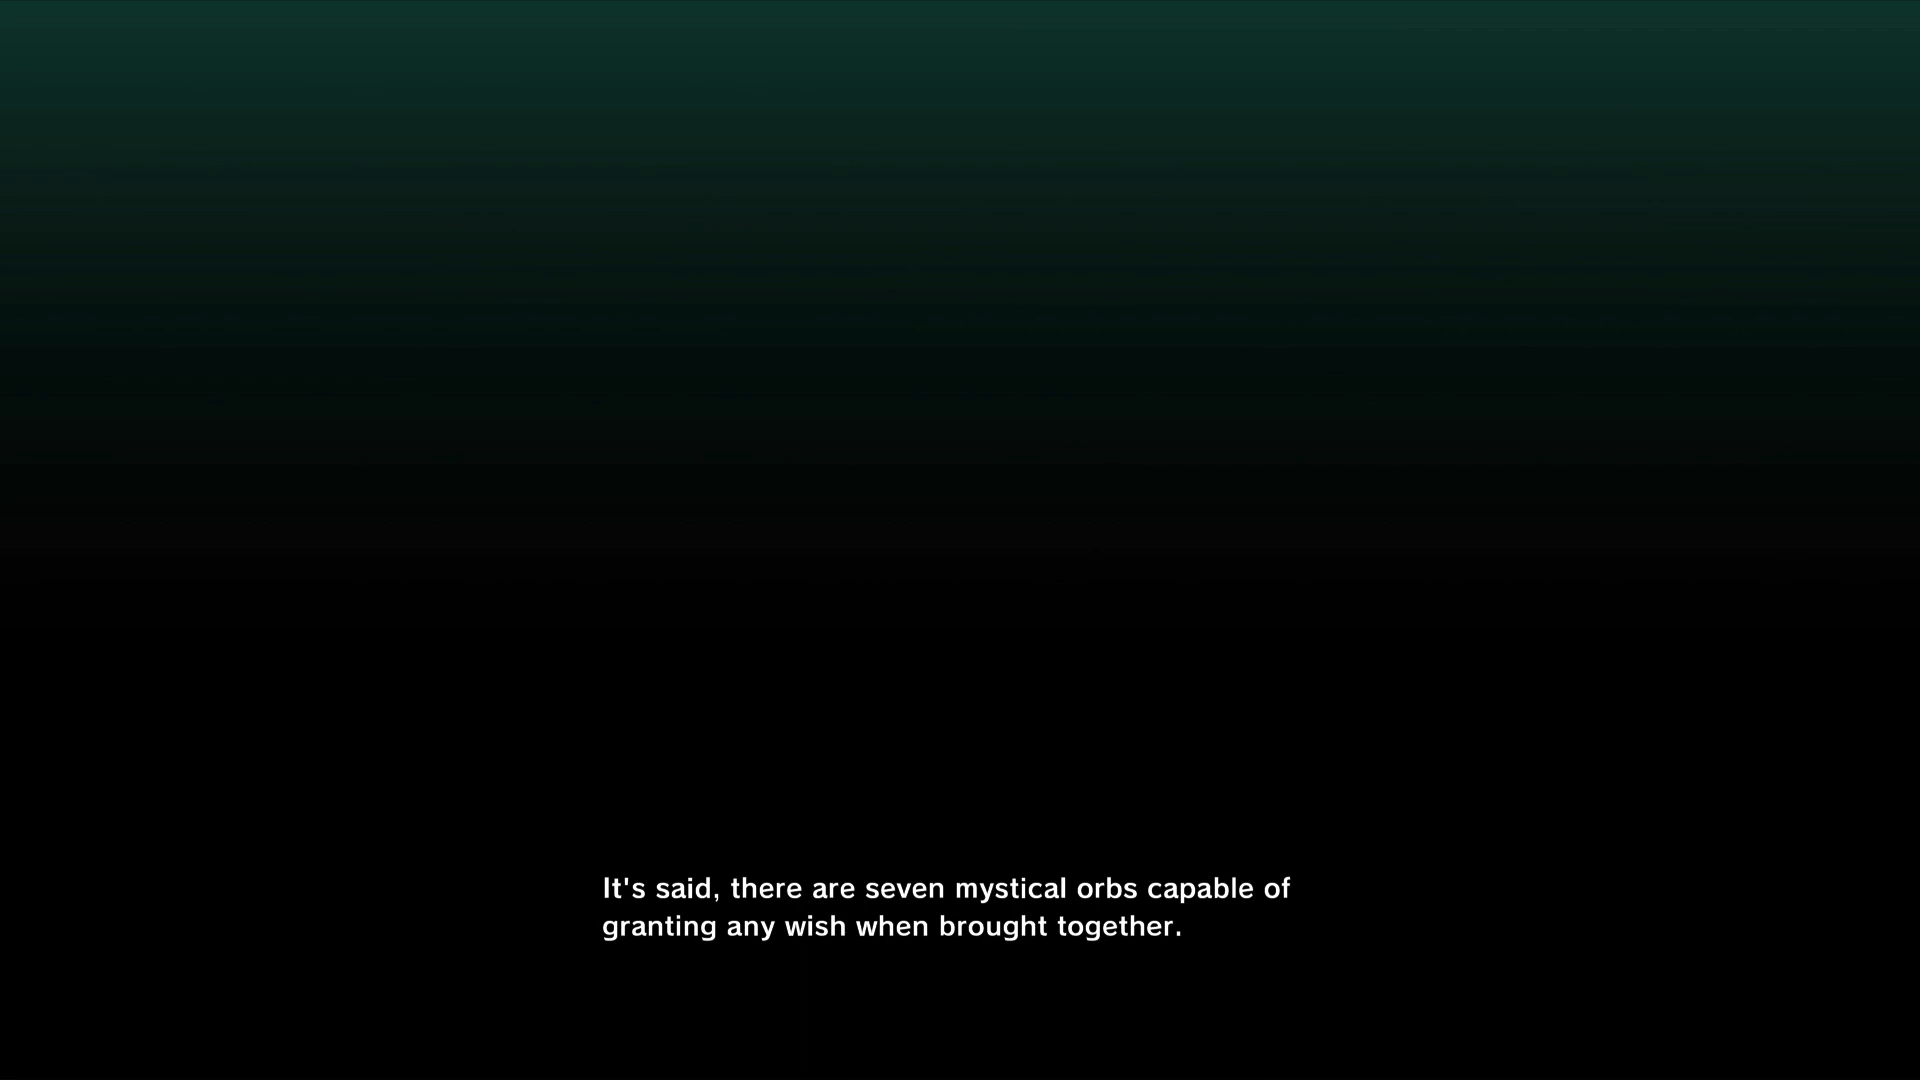 It's said, there are seven mystical orbs capable of
granting any wish when brought together.